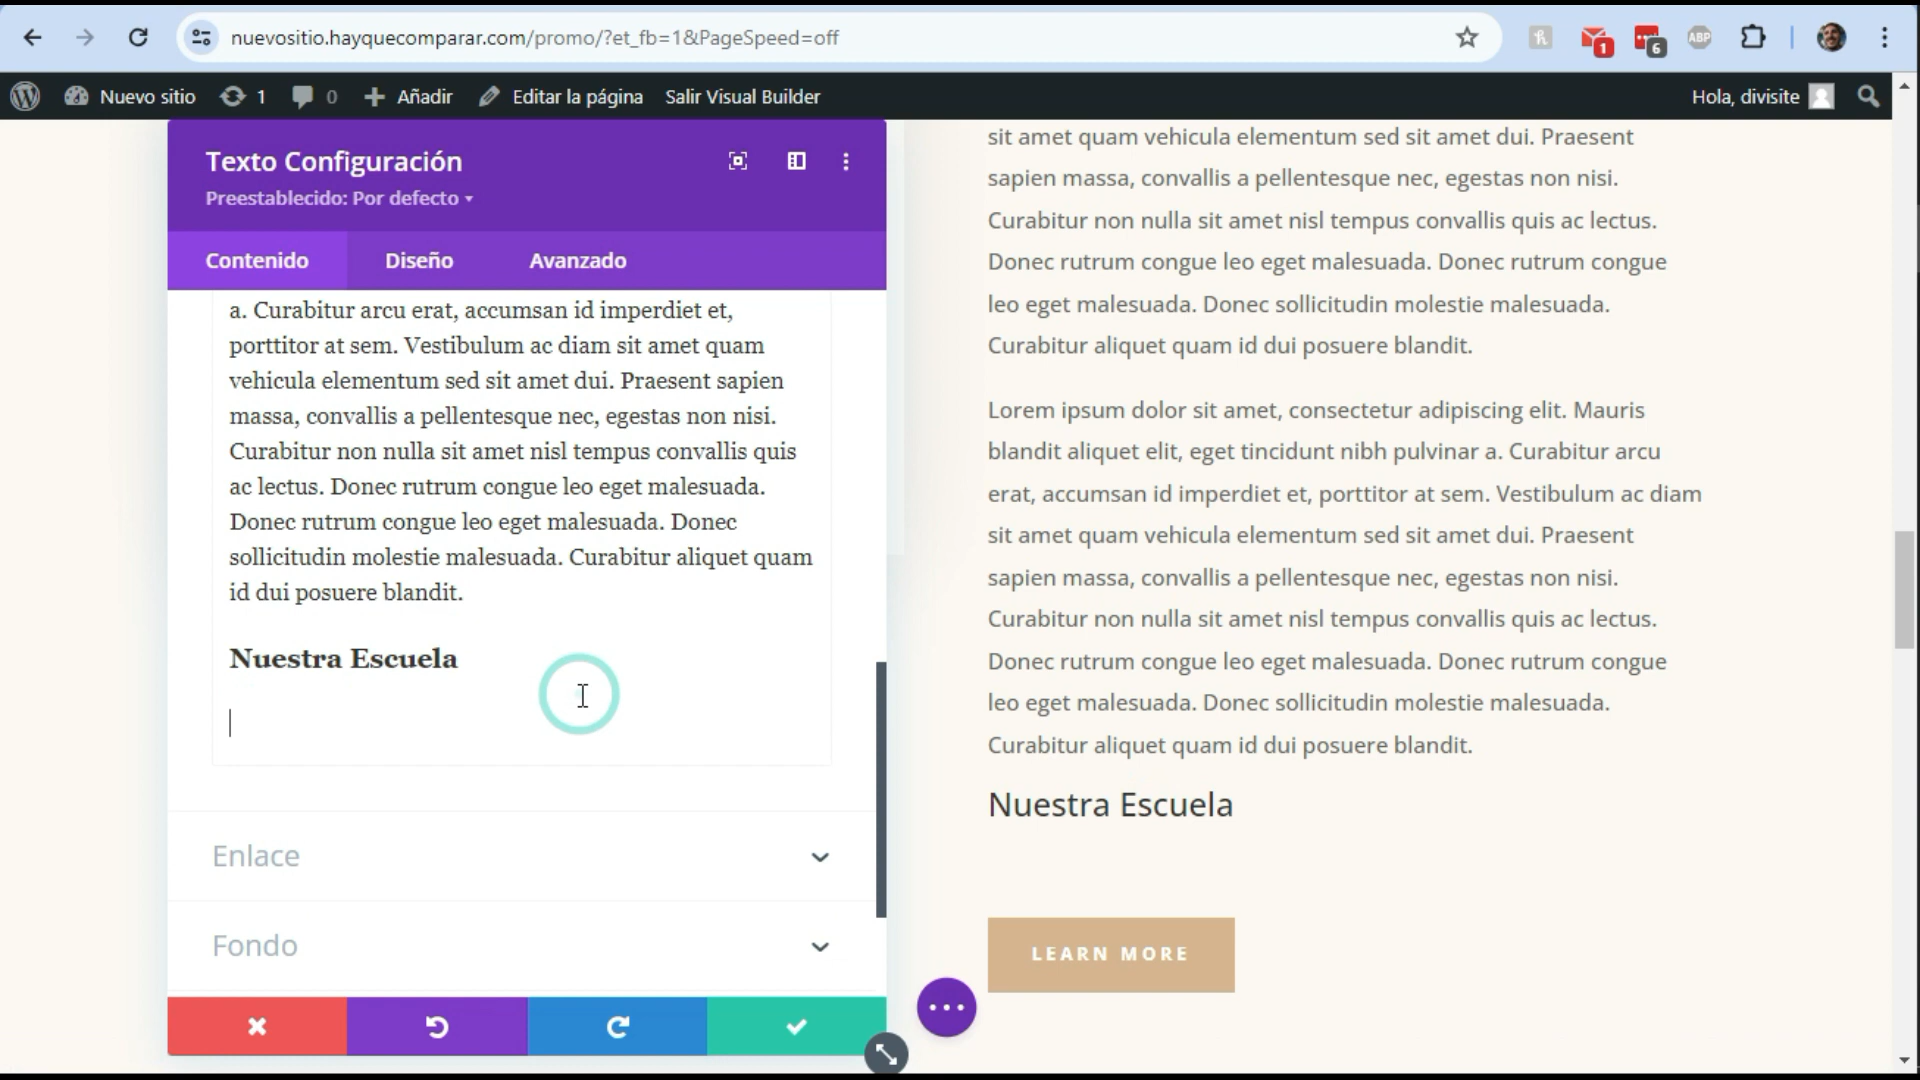 nuevositio.hayquecomparar.com/promo/?et_fb=1&PageSpeed=off
1
6
ABP
Nuevo sitio
1
0
Añadir
Editar la página
Salir Visual Builder
Hola, divisite
Texto Configuración
Preestablecido: Por defecto
Contenido
Diseño
Avanzado
a. Curabitur arcu erat, accumsan id imperdiet et,
porttitor at sem. Vestibulum ac diam sit amet quam
vehicula elementum sed sit amet dui. Praesent sapien
massa, convallis a pellentesque nec, egestas non nisi.
Curabitur non nulla sit amet nisl tempus convallis quis
ac lectus. Donec rutrum congue leo eget malesuada.
Donec rutrum congue leo eget malesuada. Donec
sollicitudin molestie malesuada. Curabitur aliquet quam
id dui posuere blandit.
Nuestra Escuela
Enlace
Fondo
sit amet quam vehicula elementum sed sit amet dui. Praesent
sapien massa, convallis a pellentesque nec, egestas non nisi.
Curabitur non nulla sit amet nisl tempus convallis quis ac lectus.
Donec rutrum congue leo eget malesuada. Donec rutrum congue
leo eget malesuada. Donec sollicitudin molestie malesuada.
Curabitur aliquet quam id dui posuere blandit.
Lorem ipsum dolor sit amet, consectetur adipiscing elit. Mauris
blandit aliquet elit, eget tincidunt nibh pulvinar a. Curabitur arcu
erat, accumsan id imperdiet et, porttitor at sem. Vestibulum ac diam
sit amet quam vehicula elementum sed sit amet dui. Praesent
sapien massa, convallis a pellentesque nec, egestas non nisi.
Curabitur non nulla sit amet nisl tempus convallis quis ac lectus.
Donec rutrum congue leo eget malesuada. Donec rutrum congue
leo eget malesuada. Donec sollicitudin molestie malesuada.
Curabitur aliquet quam id dui posuere blandit.
Nuestra Escuela
LEARN MORE